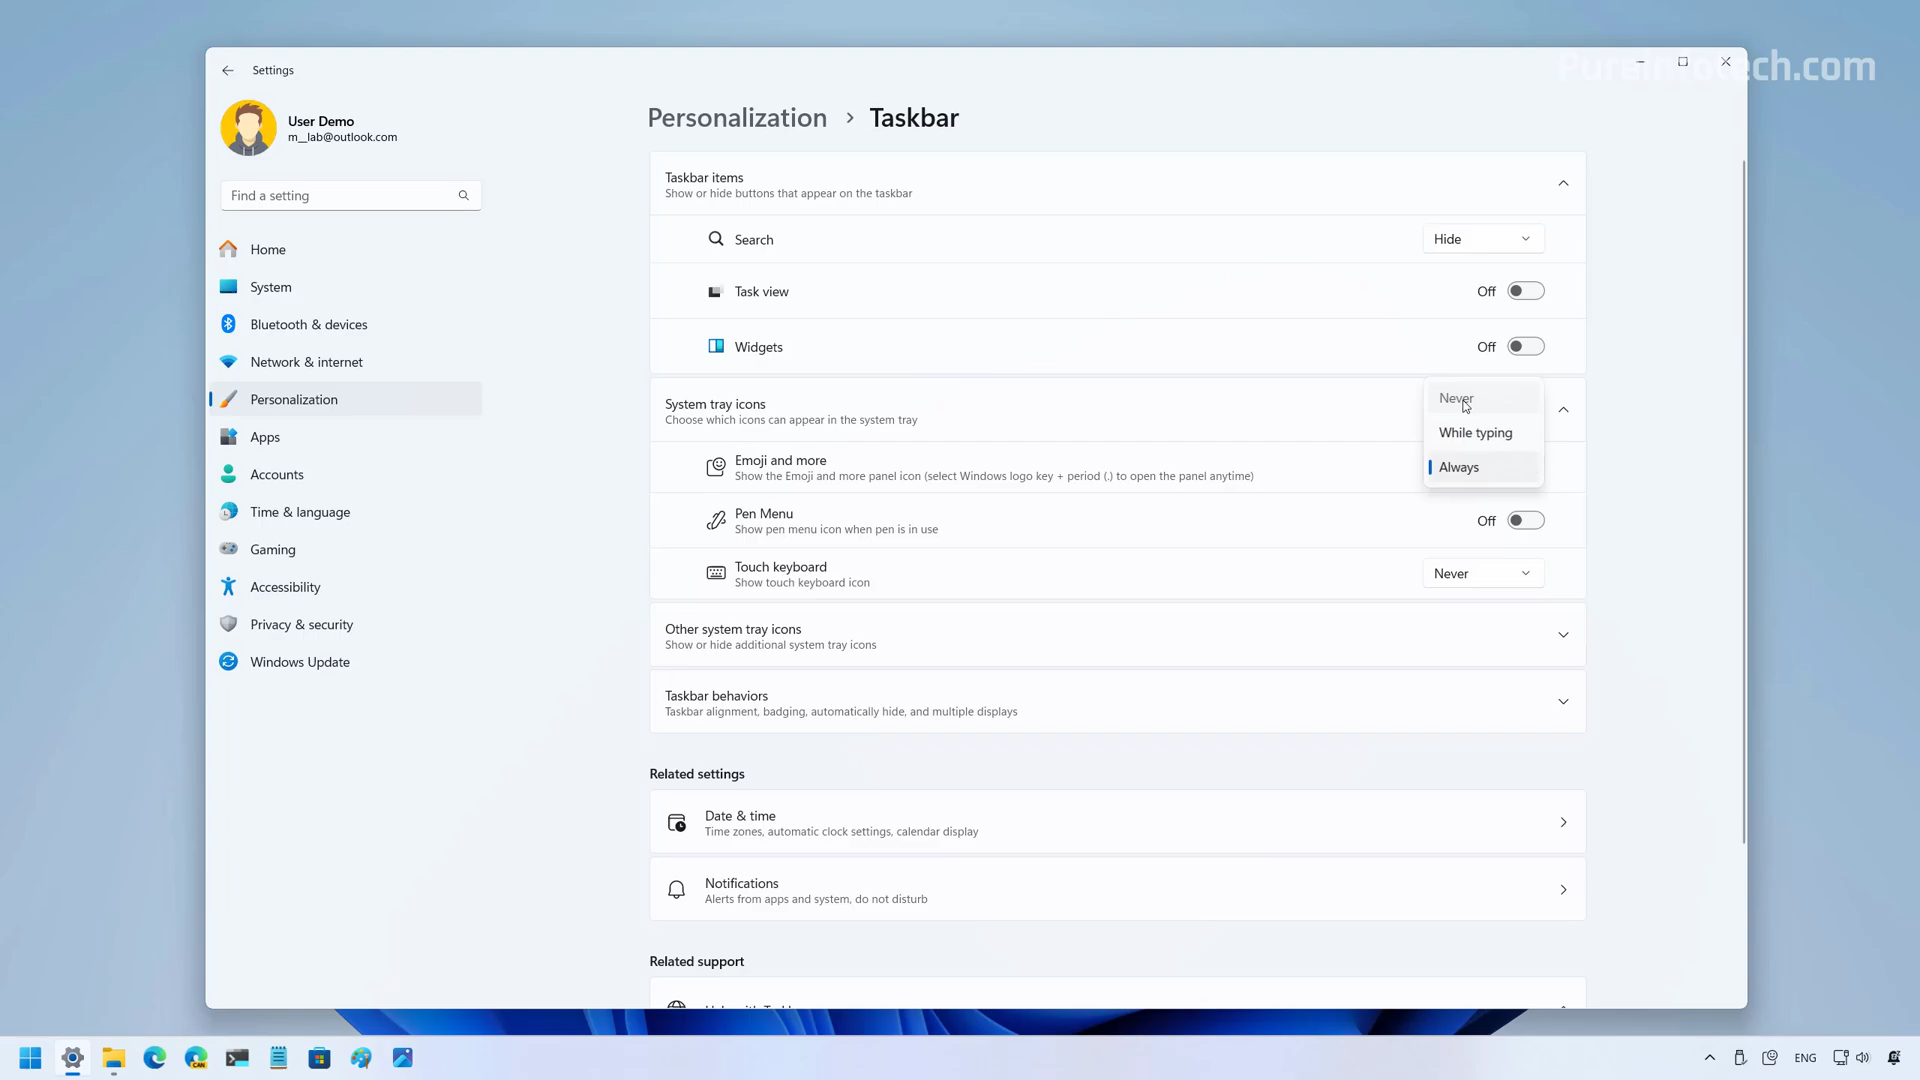 Settings
PureInfotech.com
User Demo
m__lab@outlook.com
Find a setting
Home
System
Bluetooth & devices
Network & internet
Personalization
Apps
Accounts
Time & language
Gaming
Accessibility
Privacy & security
Windows Update
Personalization > Taskbar
Taskbar items
Show or hide buttons that appear on the taskbar
Search
Hide
Task view
Off
Widgets
Off
System tray icons
Choose which icons can appear in the system tray
Never
While typing
Always
Emoji and more
Show the Emoji and more panel icon (select Windows logo key + period (.) to open the panel anytime)
Pen Menu
Show pen menu icon when pen is in use
Off
Touch keyboard
Show touch keyboard icon
Never
Other system tray icons
Show or hide additional system tray icons
Taskbar behaviors
Taskbar alignment, badging, automatically hide, and multiple displays
Related settings
Date & time
Time zones, automatic clock settings, calendar display
Notifications
Alerts from apps and system, do not disturb
Related support
CAN
ENG